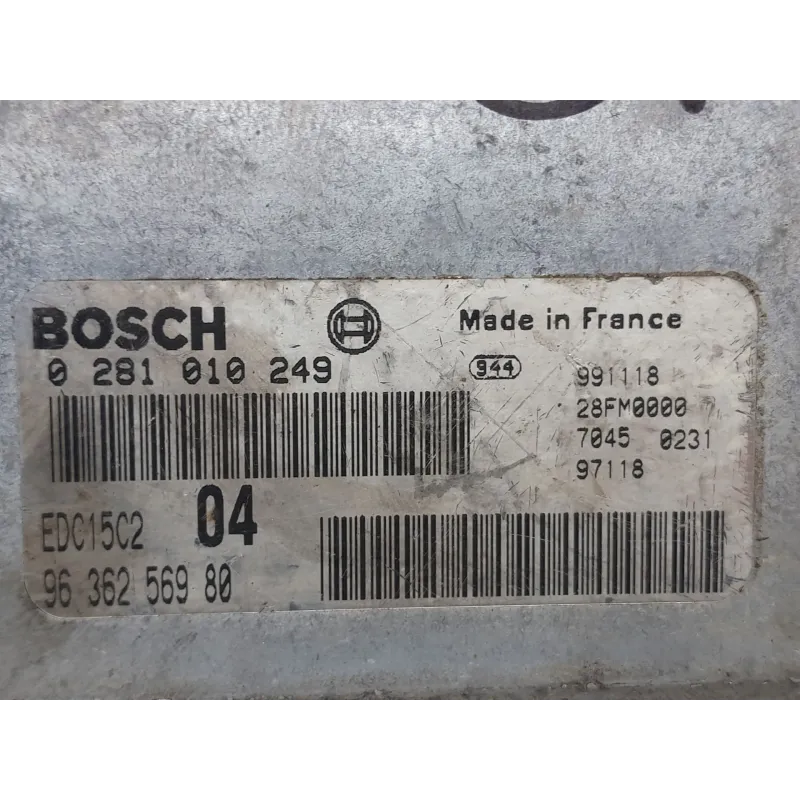 BOSCH
Made in France
0 281 010 249
944
991118
28FM0000 7
7045 0231
97118
EDC15C2 04
96 362 569 80